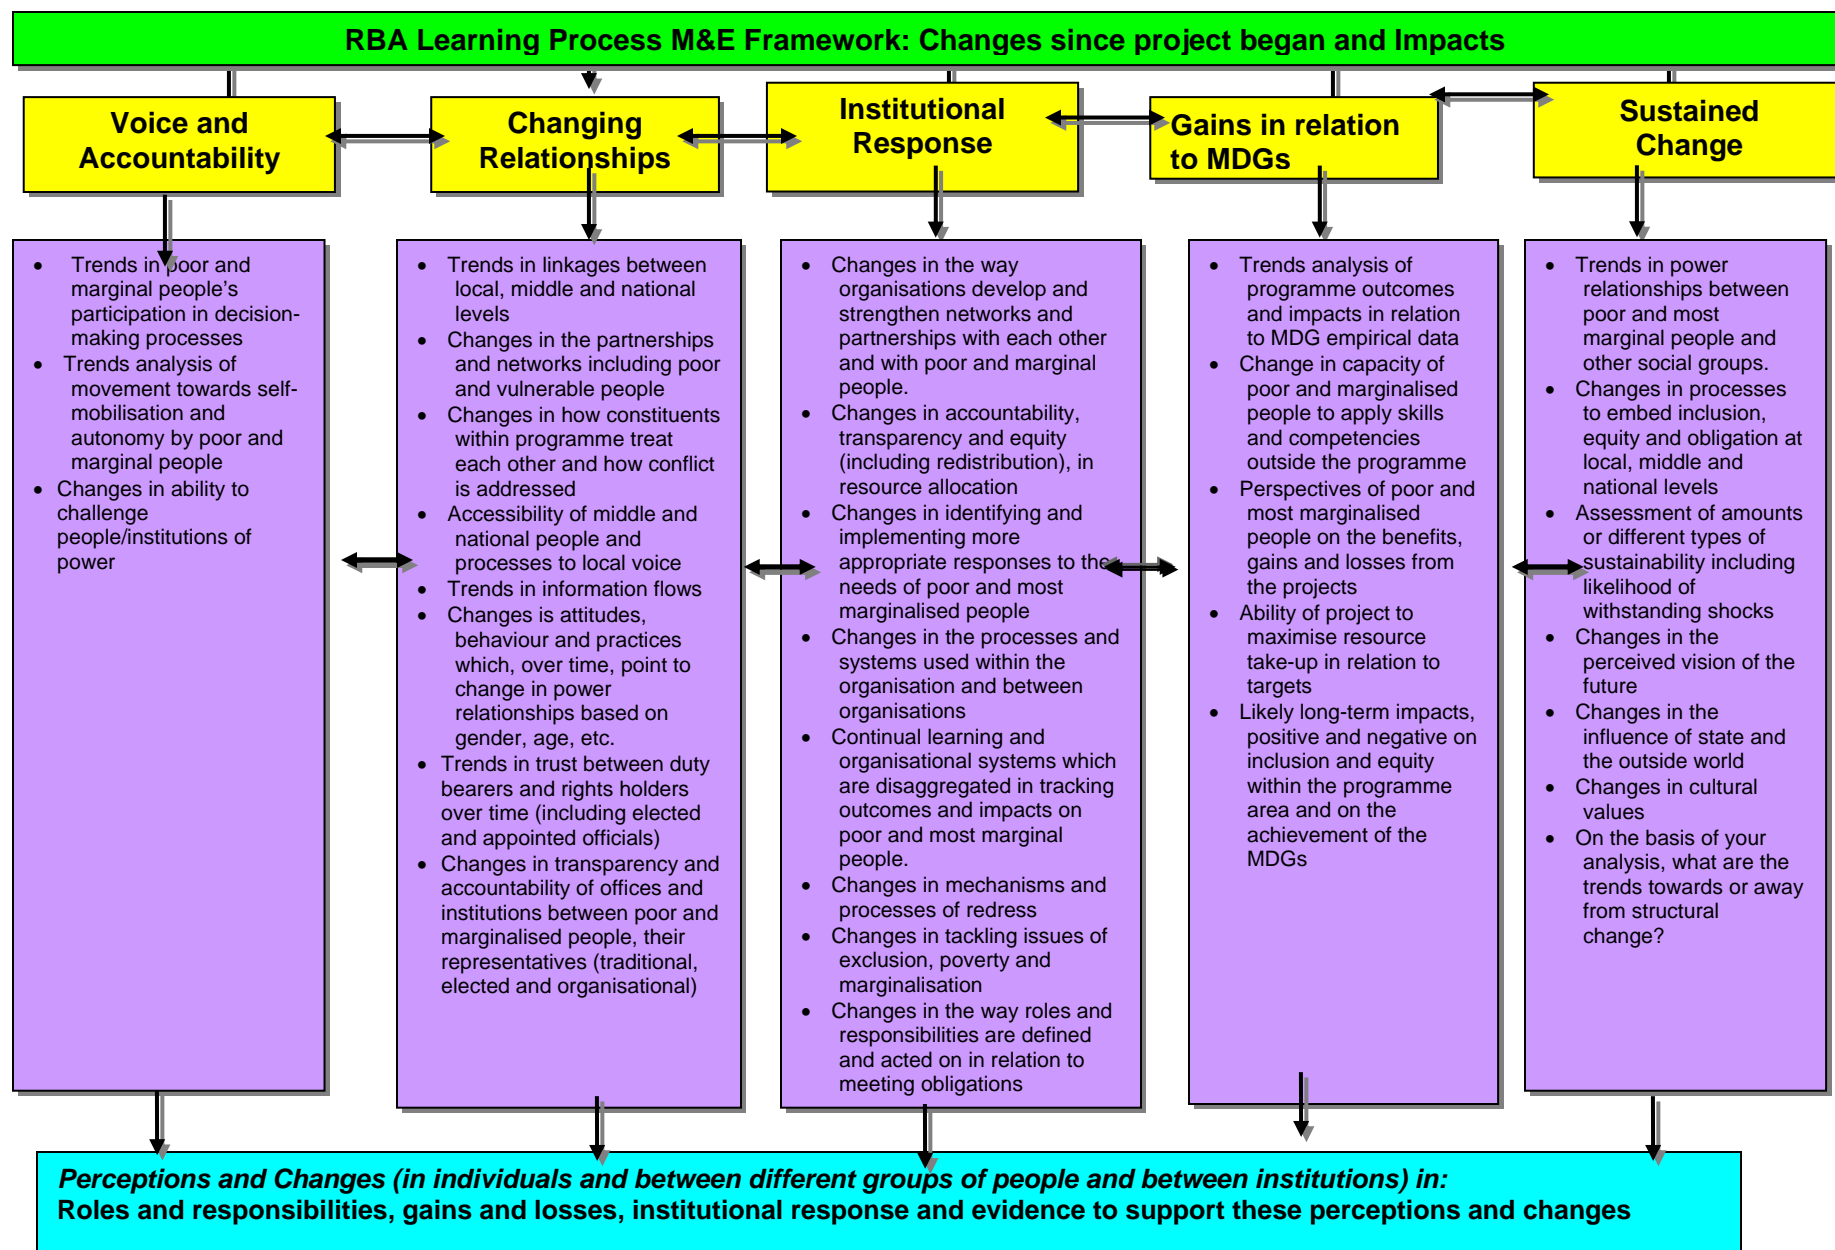 RBA Learning Process M&E Framework: Changes since project began and Impacts
Voice and
Accountability
Changing
Relationships
Institutional
Response
Gains in relation
to MDGs
Sustained
Change
• Trends in poor and
marginal people’s
participation in decision-
making processes
• Trends analysis of
movement towards self-
mobilisation and
autonomy by poor and
marginal people
• Changes in ability to
challenge
people/institutions of
power
• Trends in linkages between
local, middle and national
levels
• Changes in the partnerships
and networks including poor
and vulnerable people
• Changes in how constituents
within programme treat
each other and how conflict
is addressed
• Accessibility of middle and
national people and
processes to local voice
• Trends in information flows
• Changes is attitudes,
behaviour and practices
which, over time, point to
change in power
relationships based on
gender, age, etc.
• Trends in trust between duty
bearers and rights holders
over time (including elected
and appointed officials)
• Changes in transparency and
accountability of offices and
institutions between poor and
marginalised people, their
representatives (traditional,
elected and organisational)
• Changes in the way
organisations develop and
strengthen networks and
partnerships with each other
and with poor and marginal
people.
• Changes in accountability,
transparency and equity
(including redistribution), in
resource allocation
• Changes in identifying and
implementing more
appropriate responses to the
needs of poor and most
marginalised people
• Changes in the processes and
systems used within the
organisation and between
organisations
• Continual learning and
organisational systems which
are disaggregated in tracking
outcomes and impacts on
poor and most marginal
people.
• Changes in mechanisms and
processes of redress
• Changes in tackling issues of
exclusion, poverty and
marginalisation
• Changes in the way roles and
responsibilities are defined
and acted on in relation to
meeting obligations
• Trends analysis of
programme outcomes
and impacts in relation
to MDG empirical data
• Change in capacity of
poor and marginalised
people to apply skills
and competencies
outside the programme
• Perspectives of poor and
most marginalised
people on the benefits,
gains and losses from
the projects
• Ability of project to
maximise resource
take-up in relation to
targets
• Likely long-term impacts,
positive and negative on
inclusion and equity
within the programme
area and on the
achievement of the
MDGs
• Trends in power
relationships between
poor and most
marginal people and
other social groups.
• Changes in processes
to embed inclusion,
equity and obligation at
local, middle and
national levels
• Assessment of amounts
or different types of
sustainability including
likelihood of
withstanding shocks
• Changes in the
perceived vision of the
future
• Changes in the
influence of state and
the outside world
• Changes in cultural
values
• On the basis of your
analysis, what are the
trends towards or away
from structural
change?
Perceptions and Changes (in individuals and between different groups of people and between institutions) in:
Roles and responsibilities, gains and losses, institutional response and evidence to support these perceptions and changes